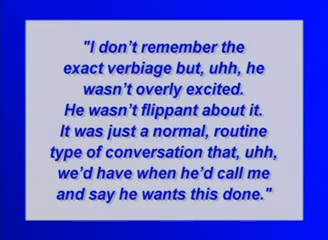 "I don't remember the
exact verbiage but, uhh, he
wasn't overly excited.
He wasn't flippant about it.
It was just a normal, routine
type of conversation that, uhh,
we'd have when he'd call me
and say he wants this done."